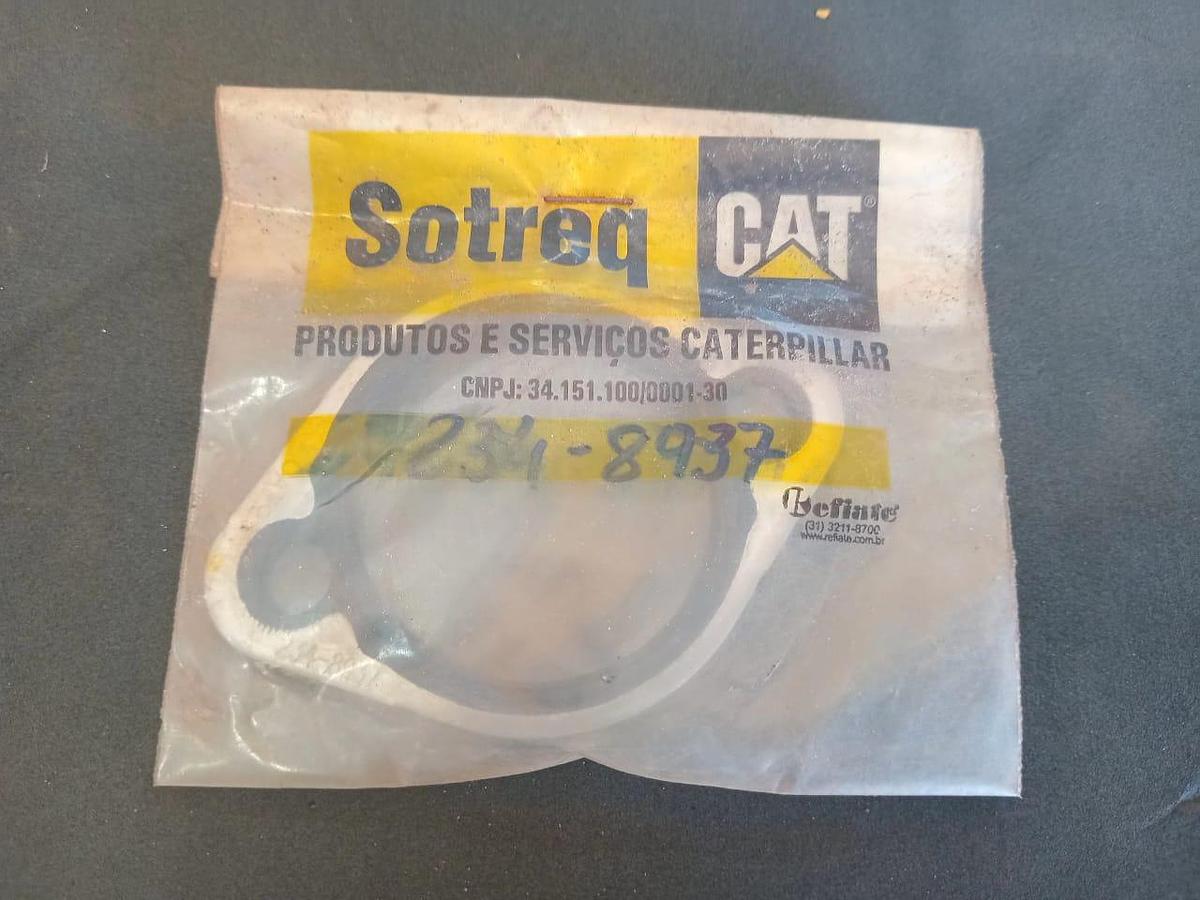 Sotreq CAT®
PRODUTOS E SERVIÇOS CATERPILLAR
CNPJ: 34.151.100/0001-30
234-8937
Refiate
(31) 3211-8700
www.refiate.com.br